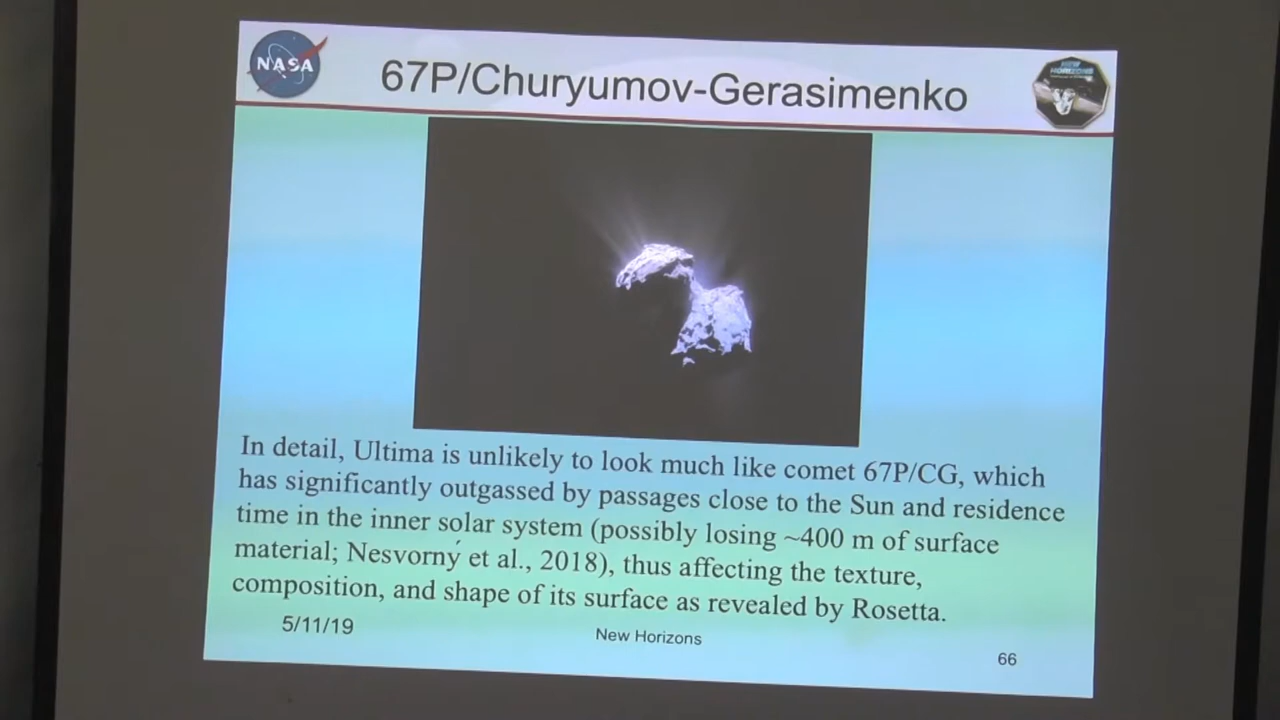 NASA
67P/Churyumov-Gerasimenko
NEW
HORIZONS
In detail, Ultima is unlikely to look much like comet 67P/CG, which
has significantly outgassed by passages close to the Sun and residence
time in the inner solar system (possibly losing ~400 m of surface
material; Nesvorný et al., 2018), thus affecting the texture,
composition, and shape of its surface as revealed by Rosetta.
5/11/19
New Horizons
66